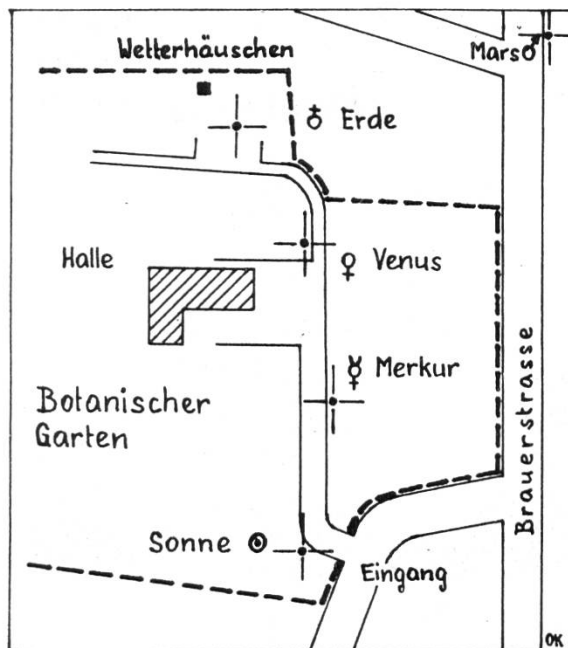 Wetterhäuschen
Mars ♂
♁ Erde
Halle
♀ Venus
☿ Merkur
Botanischer
Garten
Brauerstrasse
Sonne ☉
Eingang
OK